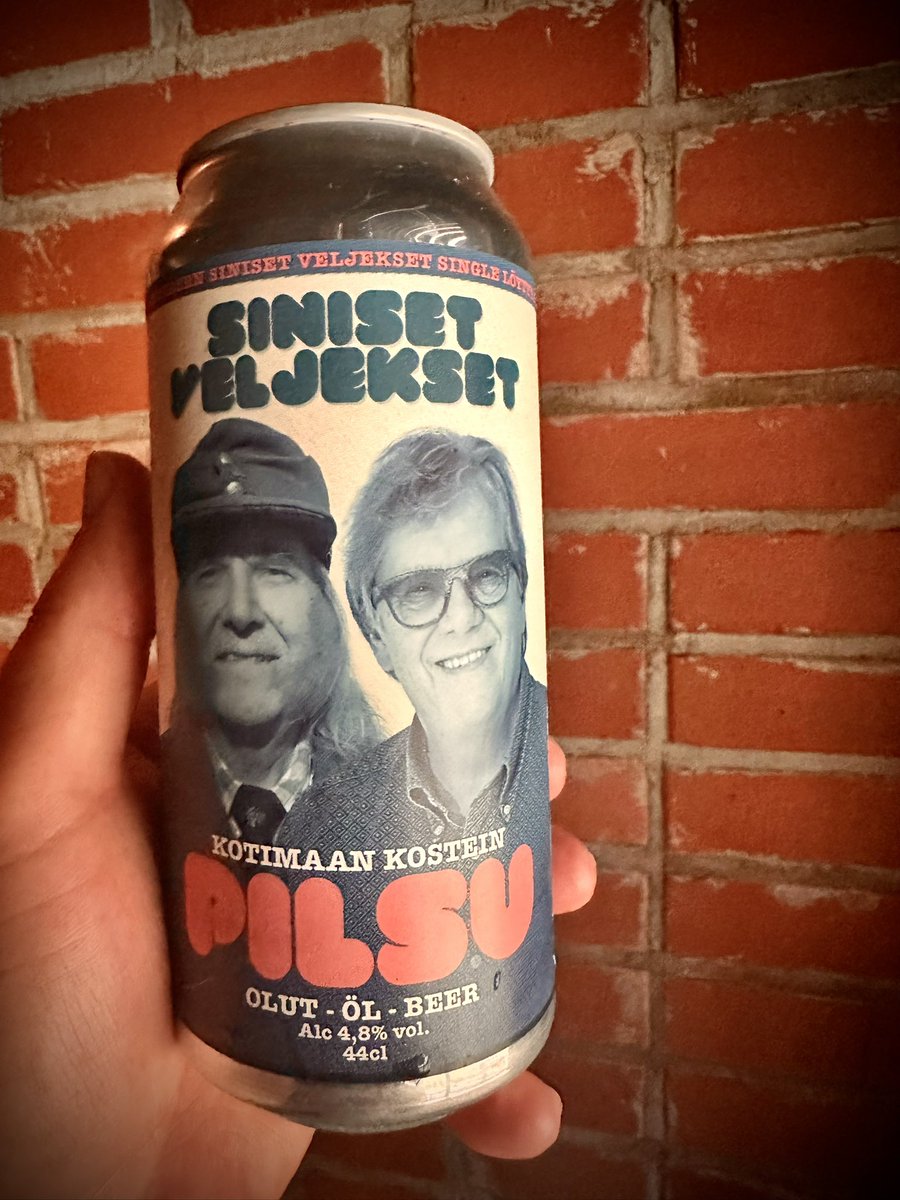 SINISET VELJEKSET SINGLE
SINISET
VELJEKSET
KOTIMAAN KOSTEIN
PILSU
OLUT - ÖL - BEER
Alc 4,8% vol.
44cl